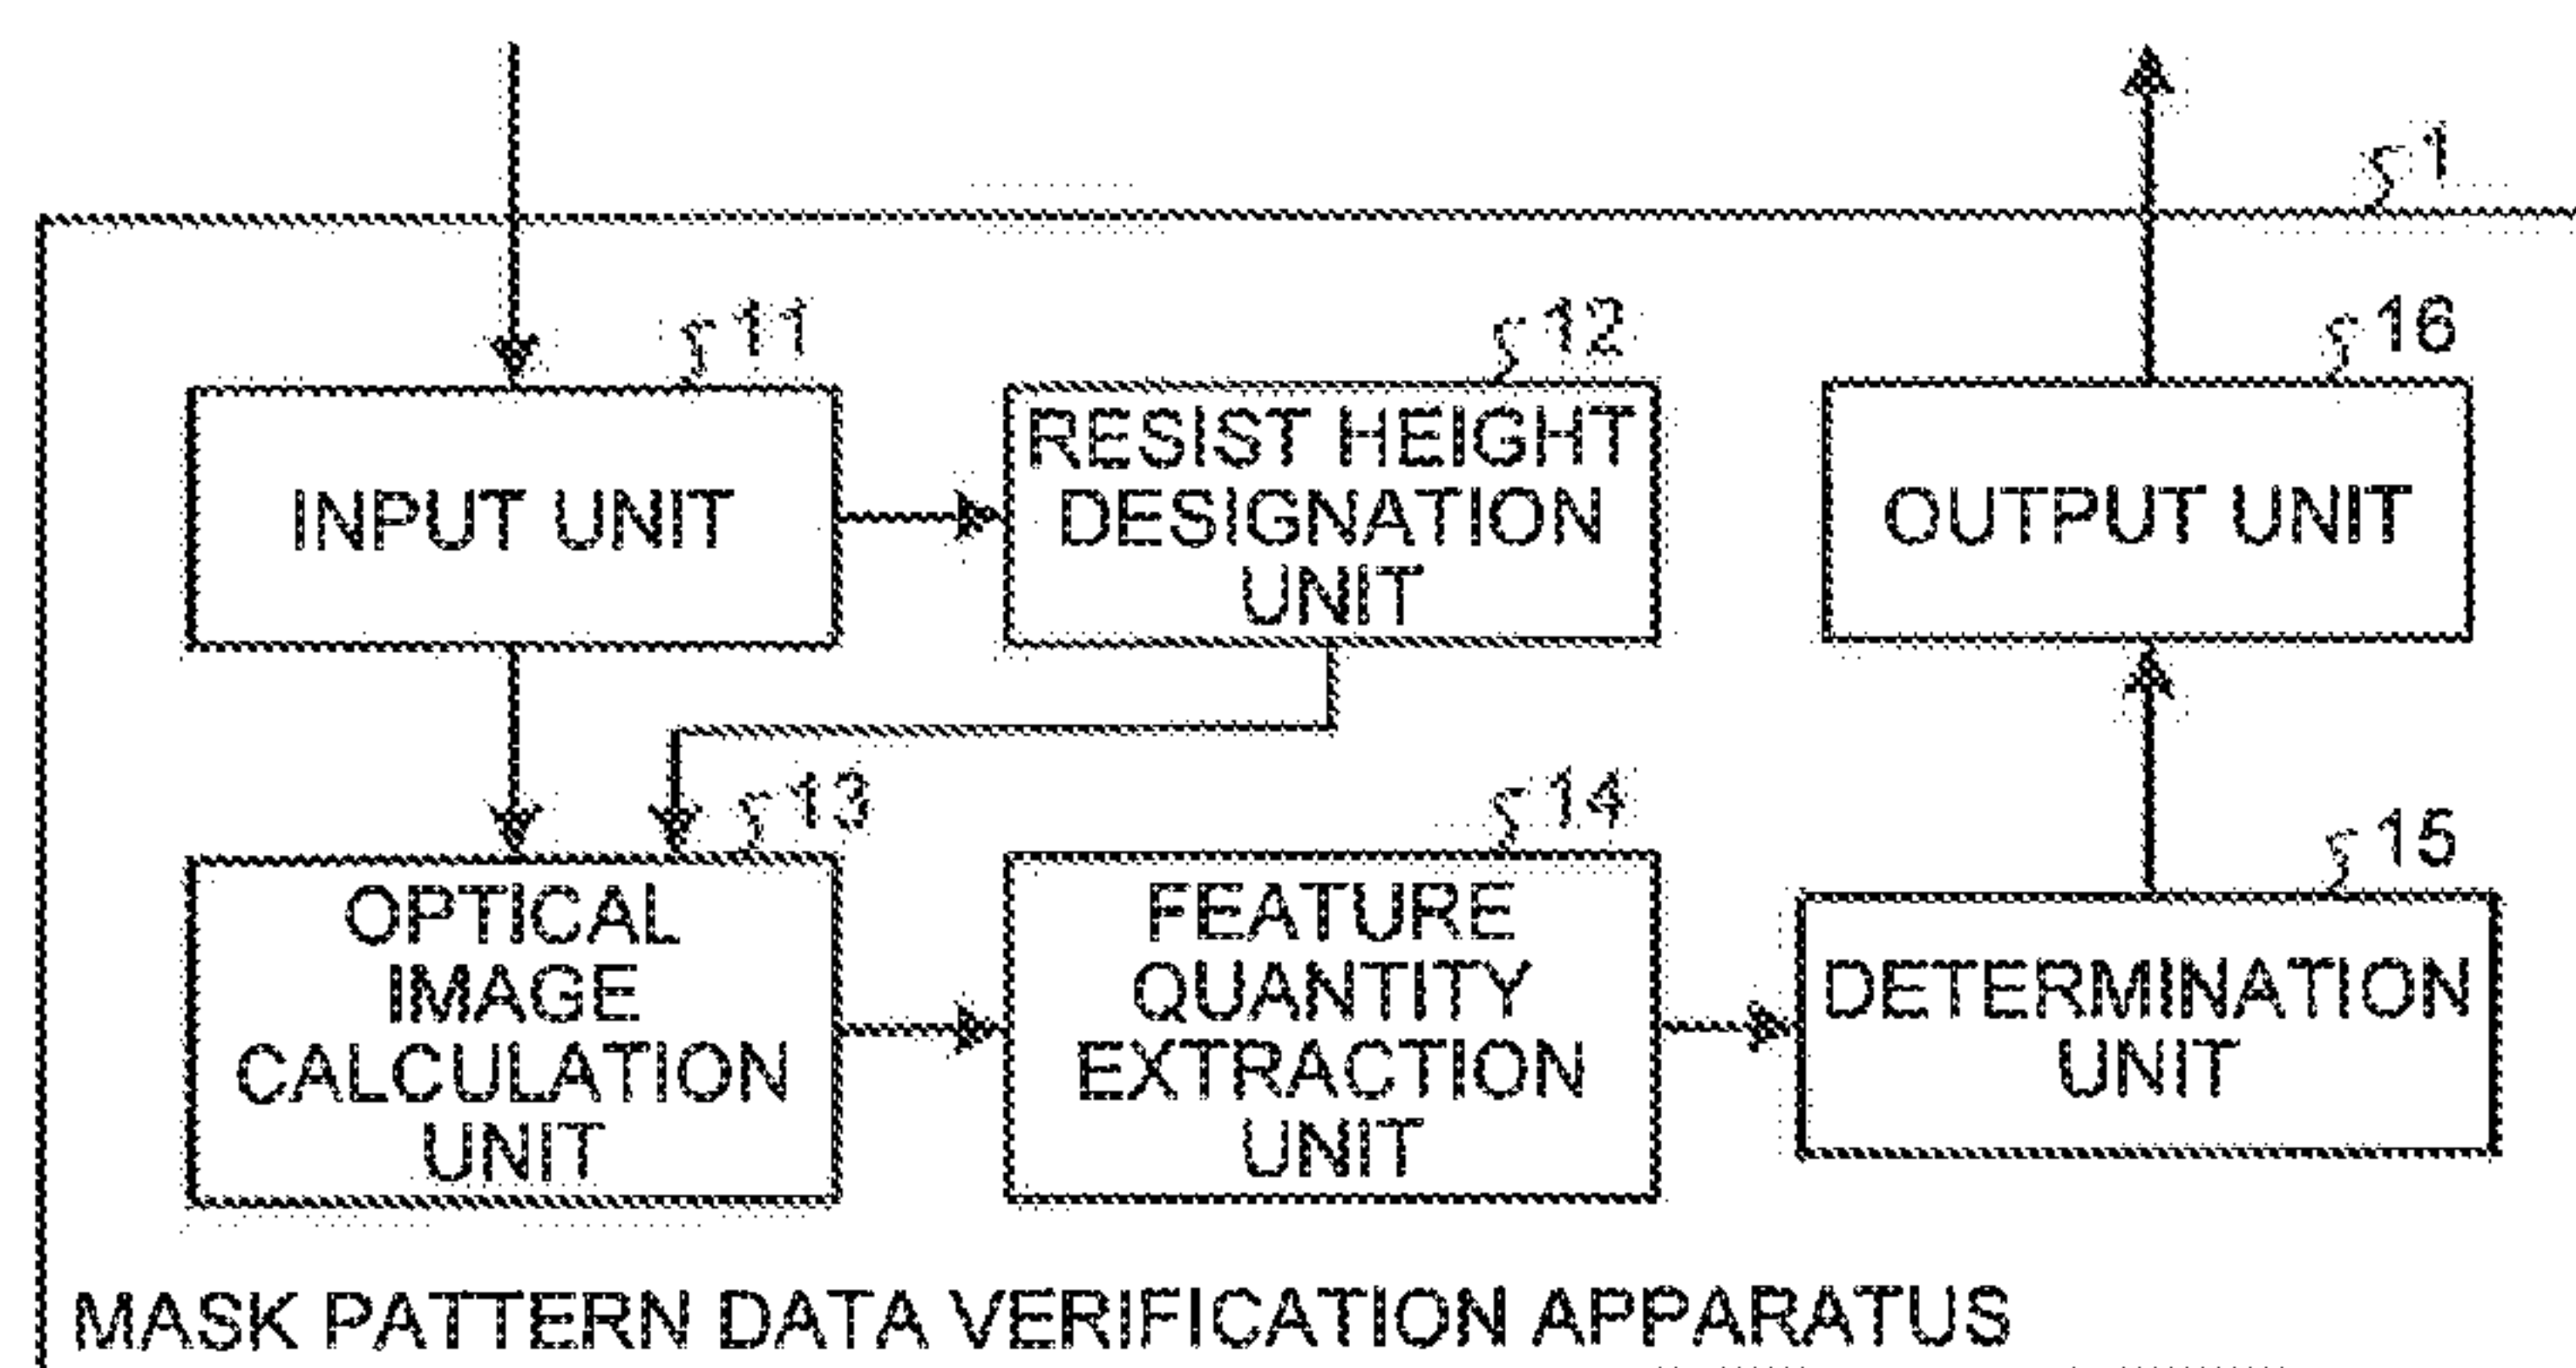 1
11
INPUT UNIT
12
RESIST HEIGHT
DESIGNATION
UNIT
16
OUTPUT UNIT
13
OPTICAL
IMAGE
CALCULATION
UNIT
14
FEATURE
QUANTITY
EXTRACTION
UNIT
15
DETERMINATION
UNIT
MASK PATTERN DATA VERIFICATION APPARATUS